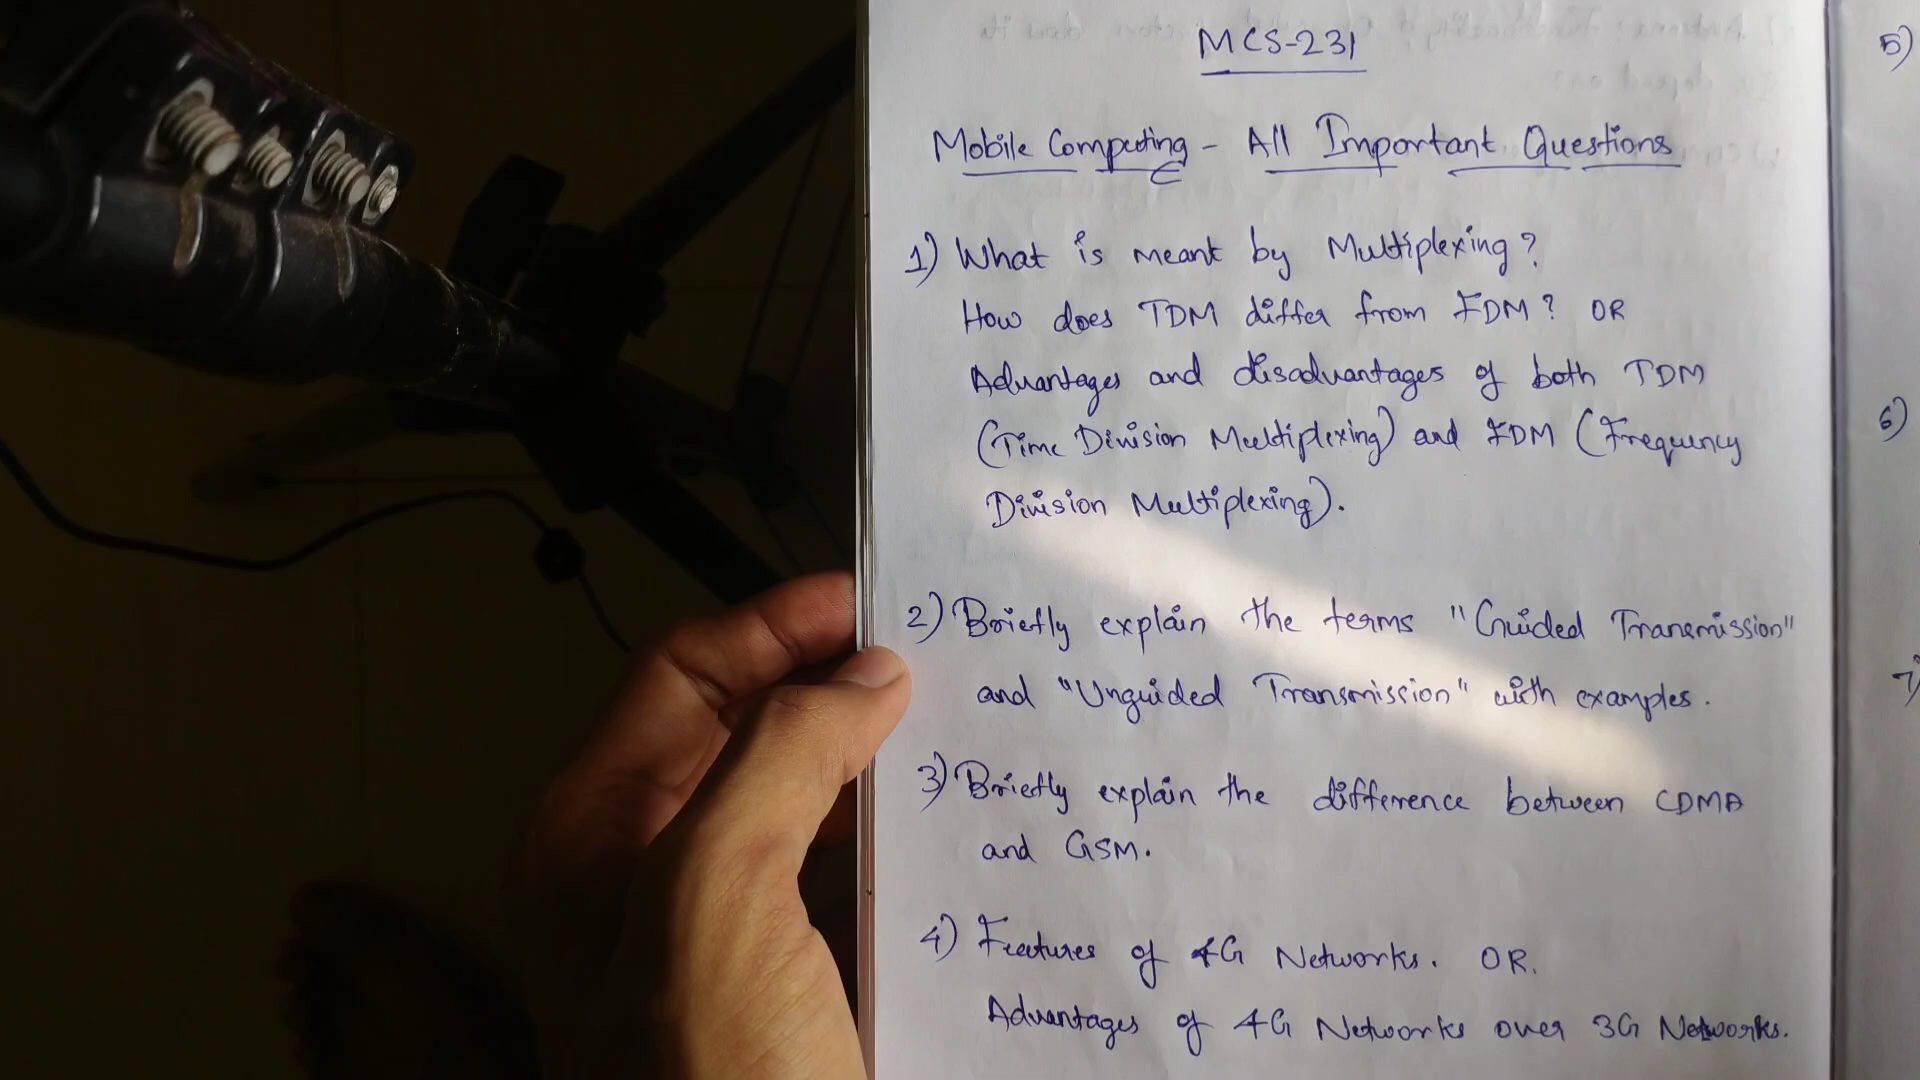 MCS-231
Mobile Computing - All Important Questions
1) What is meant by Multiplexing?
How does TDM differ from FDM? OR
Advantages and disadvantages of both TDM
(Time Division Multiplexing) and FDM (Frequency
Division Multiplexing).
2) Briefly explain the terms "Guided Transmission"
and "Unguided Transmission" with examples.
3) Briefly explain the difference between CDMA
and GSM.
4) Features of 4G Networks. OR.
Advantages of 4G Networks over 3G Networks.
5)
6)
7)